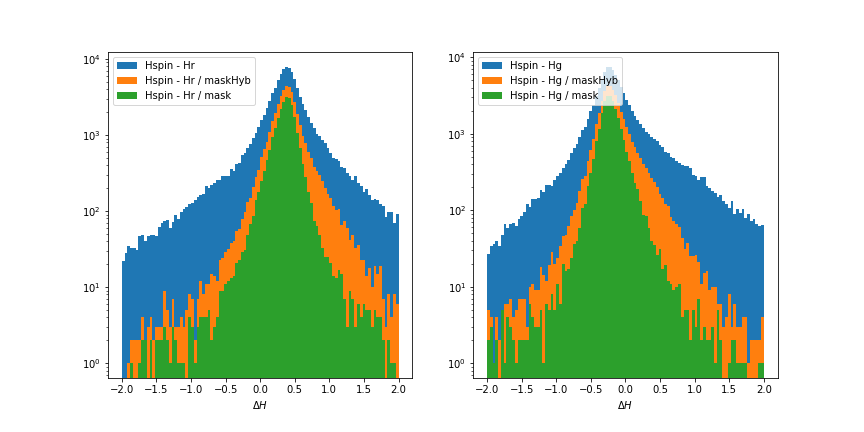 Hspin - Hr
Hspin - Hr / maskHyb
Hspin - Hr / mask
10⁴
10³
10²
10¹
10⁰
−2.0 −1.5 −1.0 −0.5 0.0 0.5 1.0 1.5 2.0
ΔH
Hspin - Hg
Hspin - Hg / maskHyb
Hspin - Hg / mask
10⁴
10³
10²
10¹
10⁰
−2.0 −1.5 −1.0 −0.5 0.0 0.5 1.0 1.5 2.0
ΔH